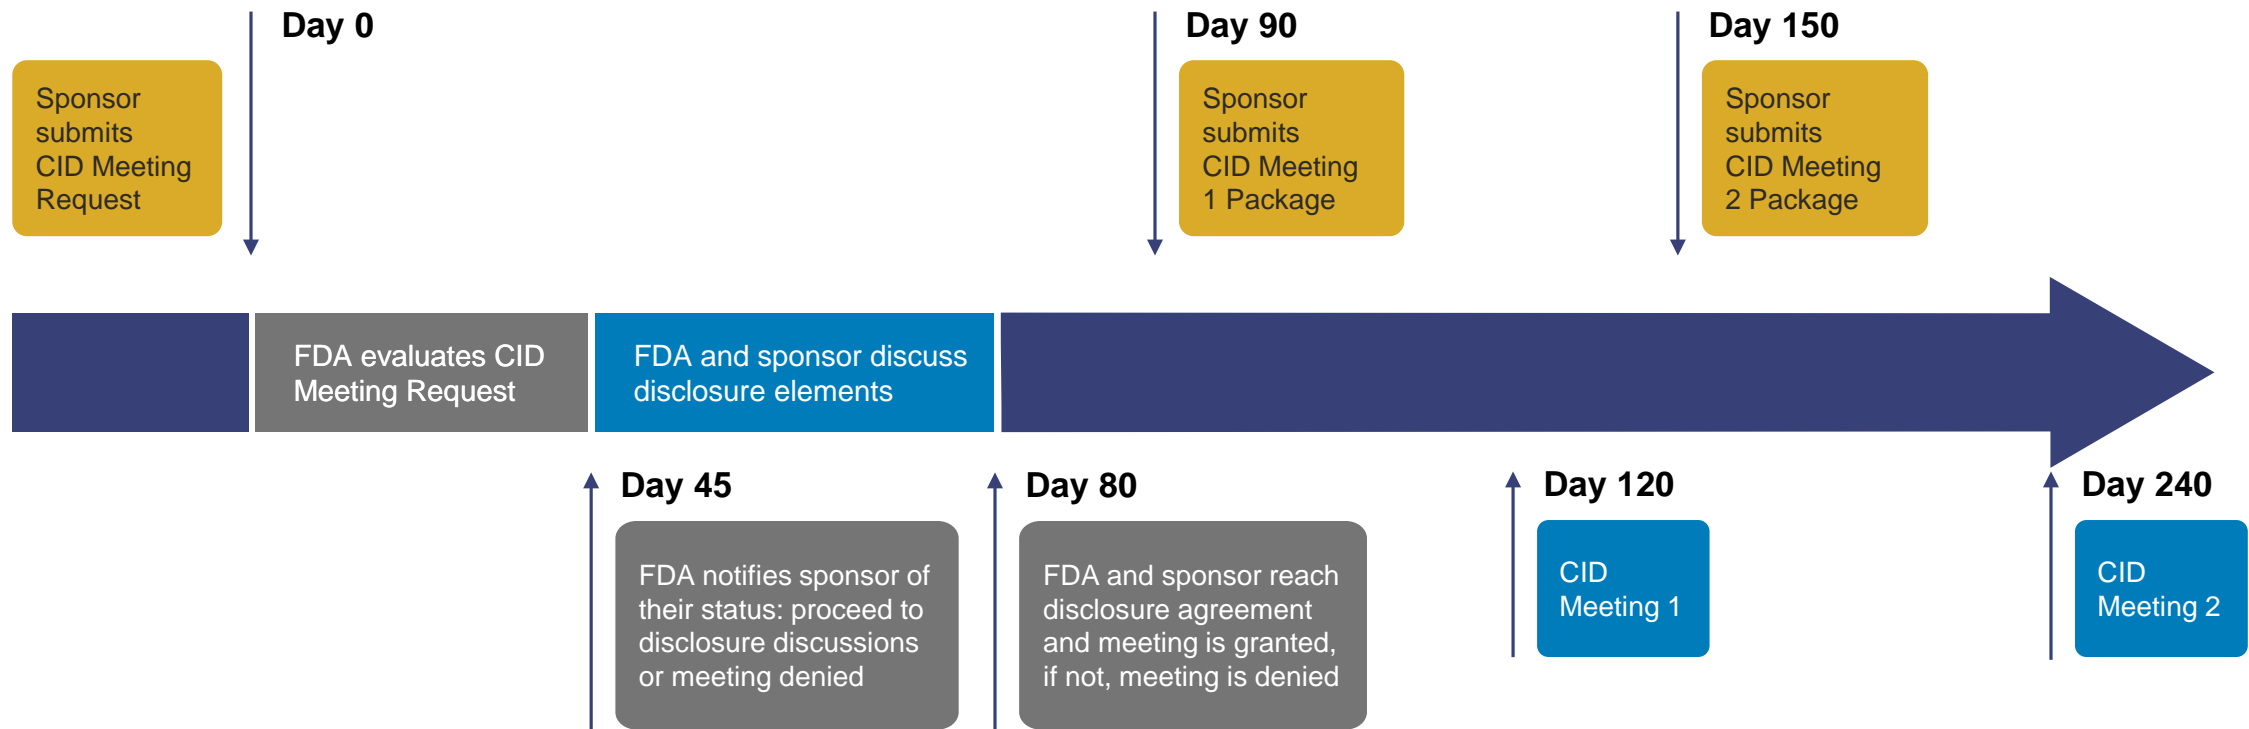 Day 0
Sponsor
submits
CID Meeting
Request
Day 90
Sponsor
submits
CID Meeting
1 Package
Day 150
Sponsor
submits
CID Meeting
2 Package
FDA evaluates CID
Meeting Request
FDA and sponsor discuss
disclosure elements
Day 45
FDA notifies sponsor of
their status: proceed to
disclosure discussions
or meeting denied
Day 80
FDA and sponsor reach
disclosure agreement
and meeting is granted,
if not, meeting is denied
Day 120
CID
Meeting 1
Day 240
CID
Meeting 2